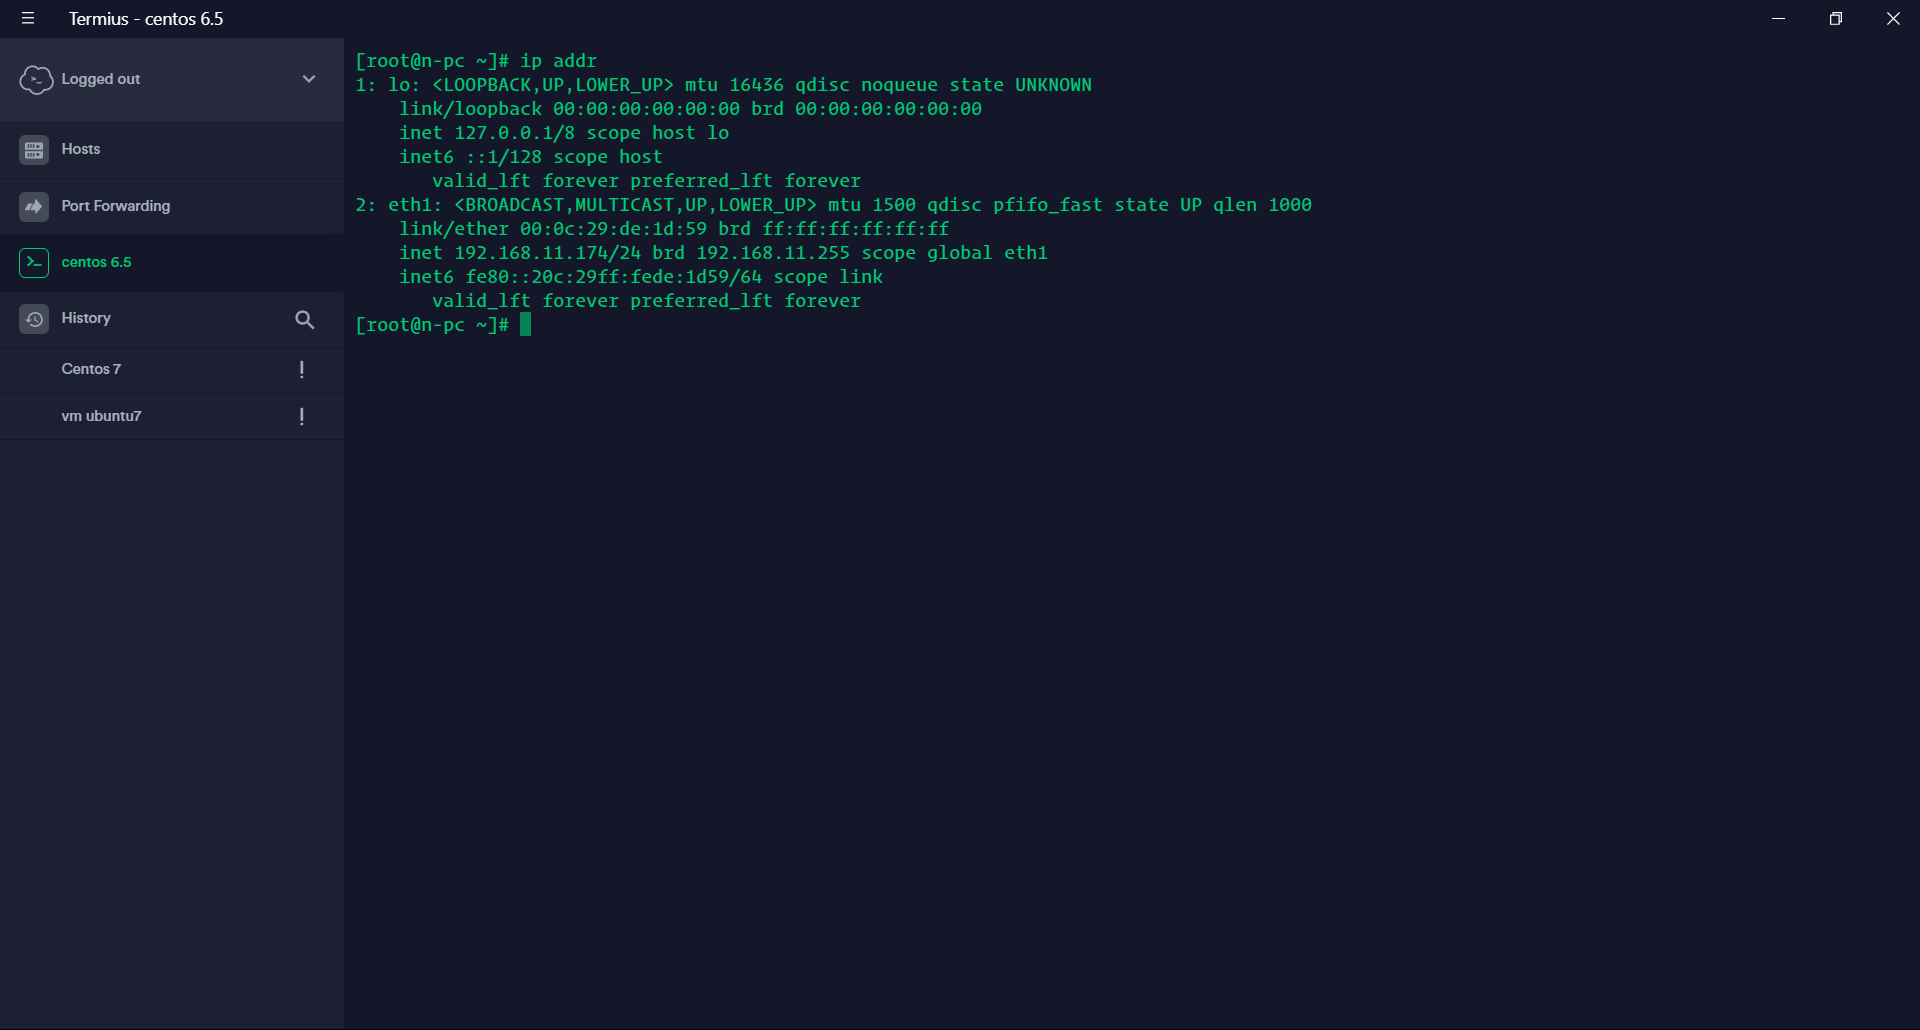 Termius - centos 6.5
Logged out
Hosts
Port Forwarding
centos 6.5
History
Centos 7
vm ubuntu7
[root@n-pc ~]# ip addr
1: lo: <LOOPBACK,UP,LOWER_UP> mtu 16436 qdisc noqueue state UNKNOWN
    link/loopback 00:00:00:00:00:00 brd 00:00:00:00:00:00
    inet 127.0.0.1/8 scope host lo
    inet6 ::1/128 scope host
       valid_lft forever preferred_lft forever
2: eth1: <BROADCAST,MULTICAST,UP,LOWER_UP> mtu 1500 qdisc pfifo_fast state UP qlen 1000
    link/ether 00:0c:29:de:1d:59 brd ff:ff:ff:ff:ff:ff
    inet 192.168.11.174/24 brd 192.168.11.255 scope global eth1
    inet6 fe80::20c:29ff:fede:1d59/64 scope link
       valid_lft forever preferred_lft forever
[root@n-pc ~]#